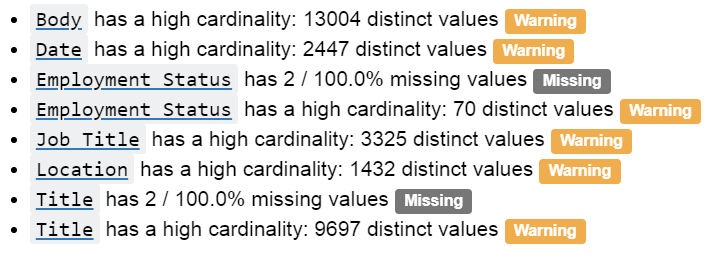 Body has a high cardinality: 13004 distinct values Warning
Date has a high cardinality: 2447 distinct values Warning
Employment Status has 2 / 100.0% missing values Missing
Employment Status has a high cardinality: 70 distinct values Warning
Job Title has a high cardinality: 3325 distinct values Warning
Location has a high cardinality: 1432 distinct values Warning
Title has 2 / 100.0% missing values Missing
Title has a high cardinality: 9697 distinct values Warning